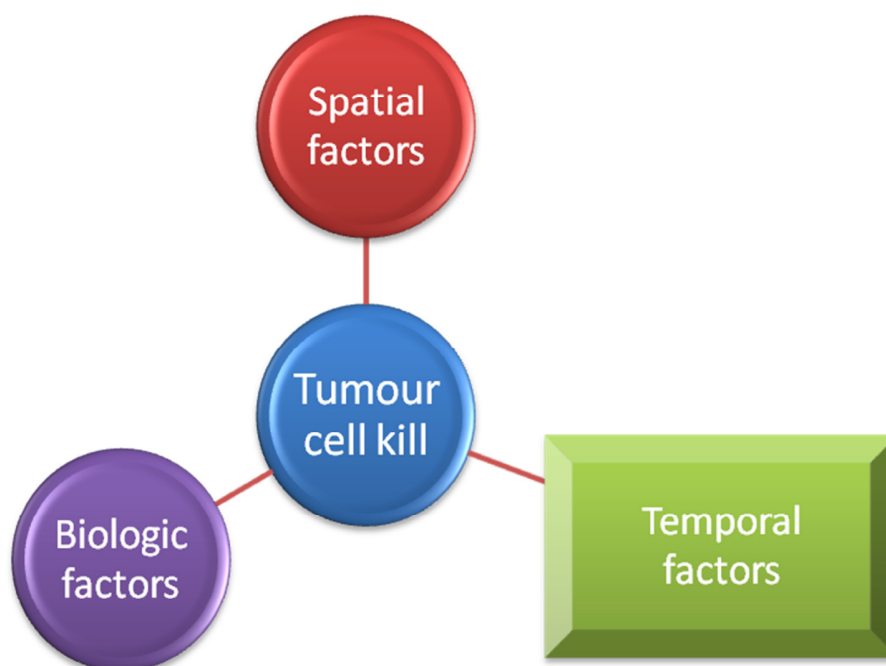 Spatial
factors
Tumour
cell kill
Biologic
factors
Temporal
factors